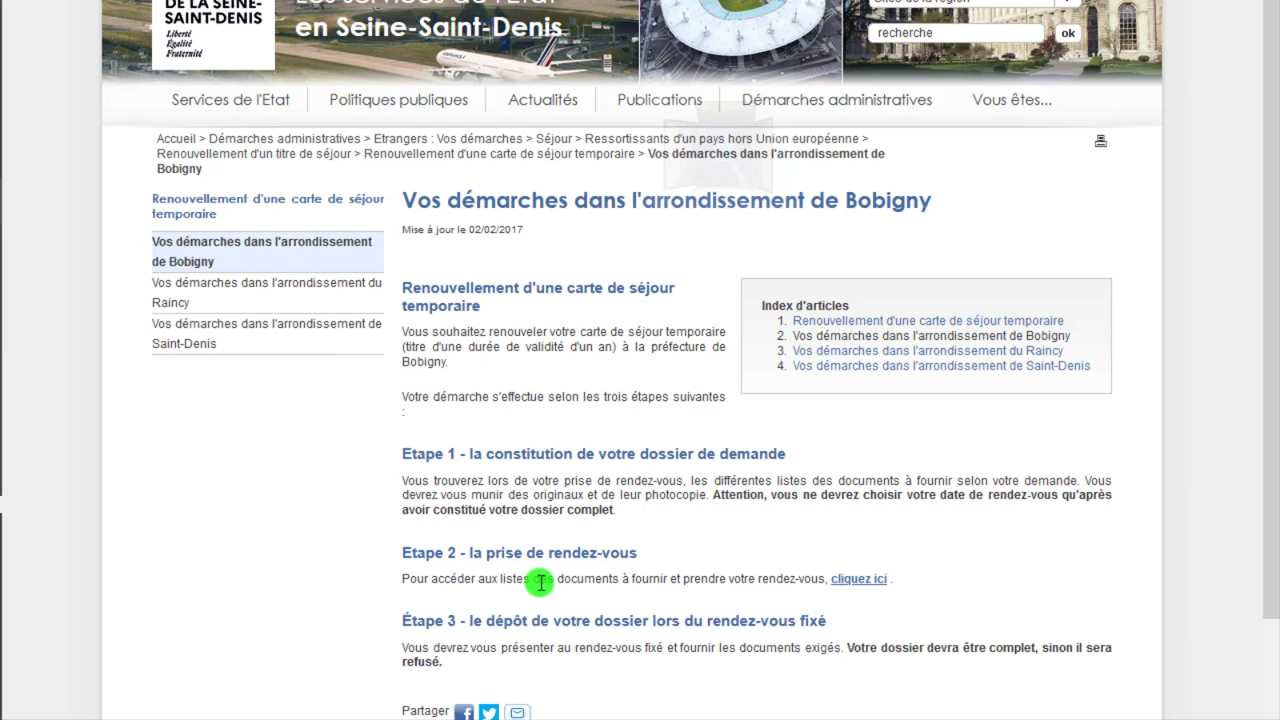 DE LA SEINE-
SAINT-DENIS
Liberté
Égalité
Fraternité
Les services de l'État
en Seine-Saint-Denis
Sites de la région
recherche
ok
Services de l'Etat
Politiques publiques
Actualités
Publications
Démarches administratives
Vous êtes...
Accueil > Démarches administratives > Etrangers : Vos démarches > Séjour > Ressortissants d'un pays hors Union européenne >
Renouvellement d'un titre de séjour > Renouvellement d'une carte de séjour temporaire > Vos démarches dans l'arrondissement de
Bobigny
Renouvellement d'une carte de séjour
temporaire
Vos démarches dans l'arrondissement
de Bobigny
Vos démarches dans l'arrondissement du
Raincy
Vos démarches dans l'arrondissement de
Saint-Denis
Vos démarches dans l'arrondissement de Bobigny
Mise à jour le 02/02/2017
Renouvellement d'une carte de séjour
temporaire
Vous souhaitez renouveler votre carte de séjour temporaire
(titre d'une durée de validité d'un an) à la préfecture de
Bobigny.
Votre démarche s'effectue selon les trois étapes suivantes
:
Index d'articles
1. Renouvellement d'une carte de séjour temporaire
2. Vos démarches dans l'arrondissement de Bobigny
3. Vos démarches dans l'arrondissement du Raincy
4. Vos démarches dans l'arrondissement de Saint-Denis
Etape 1 - la constitution de votre dossier de demande
Vous trouverez lors de votre prise de rendez-vous, les différentes listes des documents à fournir selon votre demande. Vous
devrez vous munir des originaux et de leur photocopie. Attention, vous ne devrez choisir votre date de rendez-vous qu'après
avoir constitué votre dossier complet.
Etape 2 - la prise de rendez-vous
Pour accéder aux listes des documents à fournir et prendre votre rendez-vous, cliquez ici .
Étape 3 - le dépôt de votre dossier lors du rendez-vous fixé
Vous devrez vous présenter au rendez-vous fixé et fournir les documents exigés. Votre dossier devra être complet, sinon il sera
refusé.
Partager